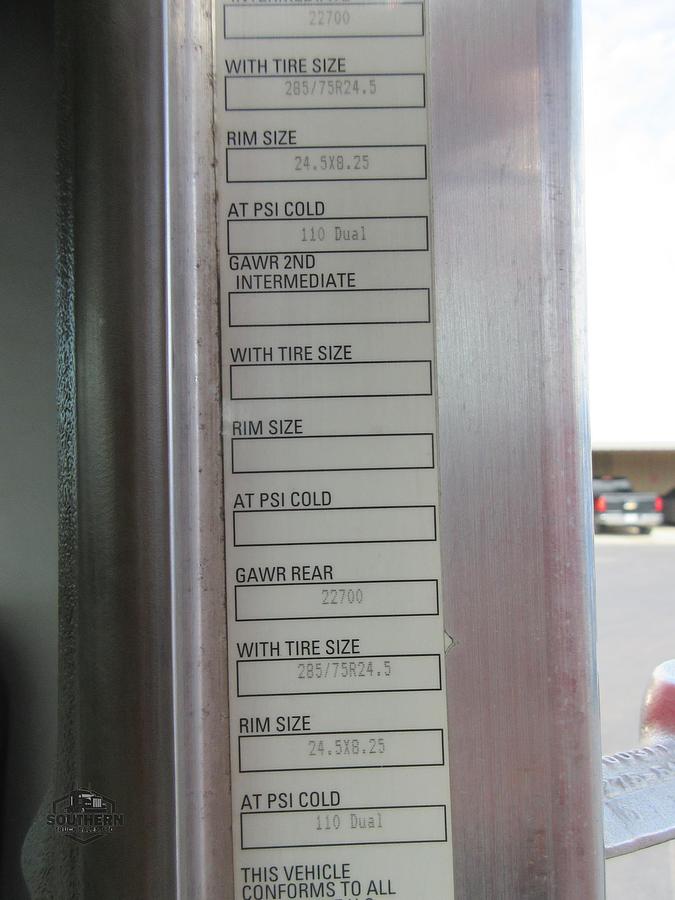 22700
WITH TIRE SIZE
285/75R24.5
RIM SIZE
24.5X8.25
AT PSI COLD
110 Dual
GAWR 2ND
INTERMEDIATE
WITH TIRE SIZE
RIM SIZE
AT PSI COLD
GAWR REAR
22700
WITH TIRE SIZE
285/75R24.5
RIM SIZE
24.5X8.25
AT PSI COLD
110 Dual
THIS VEHICLE
CONFORMS TO ALL
SOUTHERN